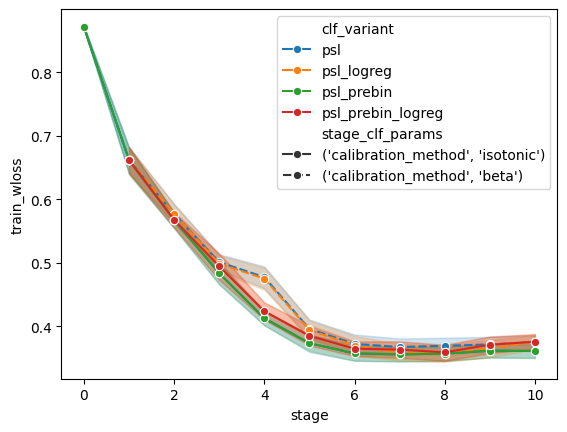 clf_variant
psl
psl_logreg
psl_prebin
psl_prebin_logreg
stage_clf_params
('calibration_method', 'isotonic')
('calibration_method', 'beta')
train_wloss
0.8
0.7
0.6
0.5
0.4
0 2 4 6 8 10
stage